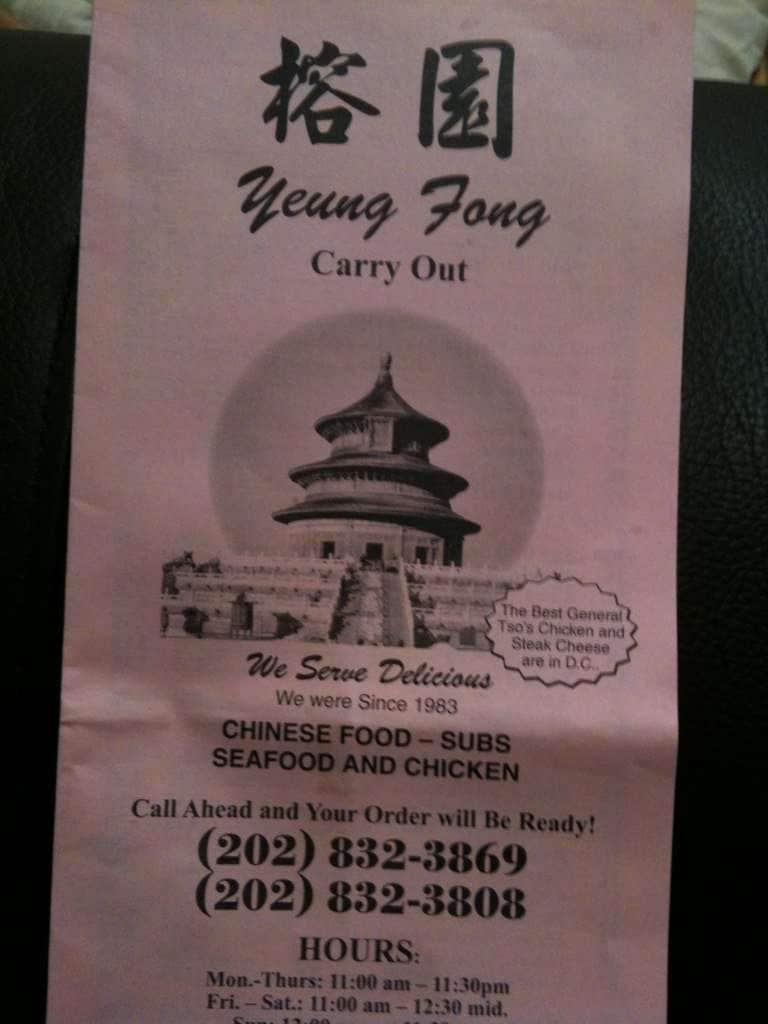 榕園
Yeung Fong
Carry Out
The Best General
Tso's Chicken and
Steak Cheese
are in D.C..
We Serve Delicious
We were Since 1983
CHINESE FOOD – SUBS
SEAFOOD AND CHICKEN
Call Ahead and Your Order will Be Ready!
(202) 832-3869
(202) 832-3808
HOURS:
Mon.-Thurs: 11:00 am – 11:30pm
Fri. – Sat.: 11:00 am – 12:30 mid.